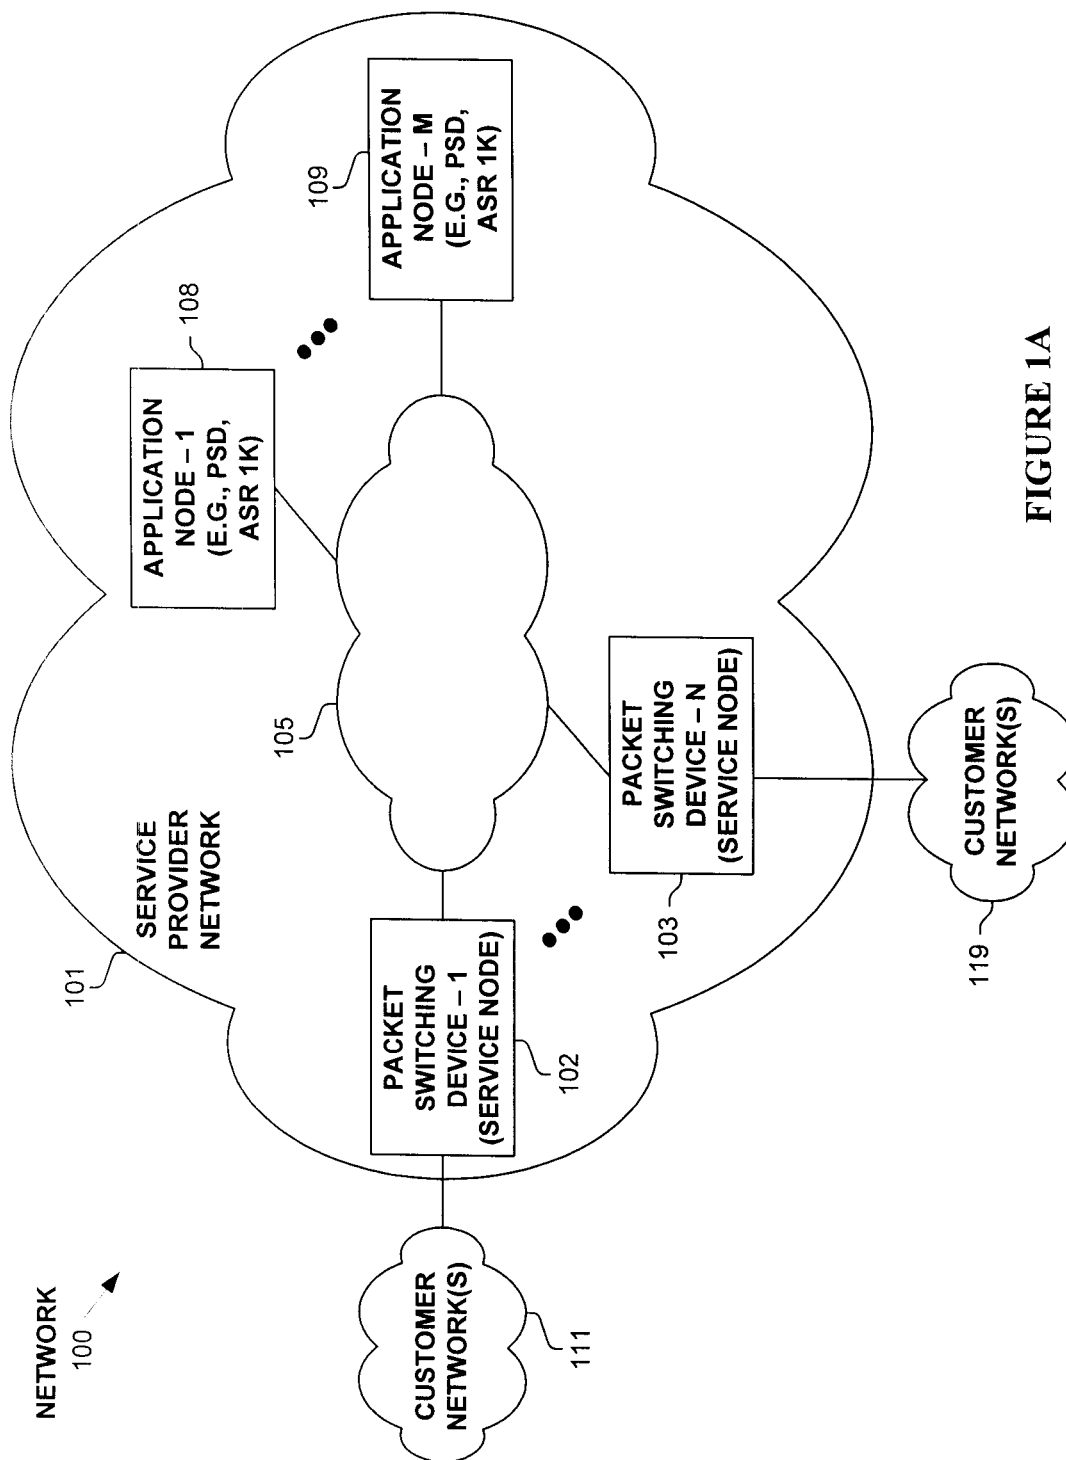 NETWORK
100
101
SERVICE
PROVIDER
NETWORK
APPLICATION
NODE – 1
(E.G., PSD,
ASR 1K)
108
APPLICATION
NODE – M
(E.G., PSD,
ASR 1K)
109
105
CUSTOMER
NETWORK(S)
111
PACKET
SWITCHING
DEVICE – 1
(SERVICE NODE)
102
PACKET
SWITCHING
DEVICE – N
(SERVICE NODE)
103
CUSTOMER
NETWORK(S)
119
FIGURE 1A